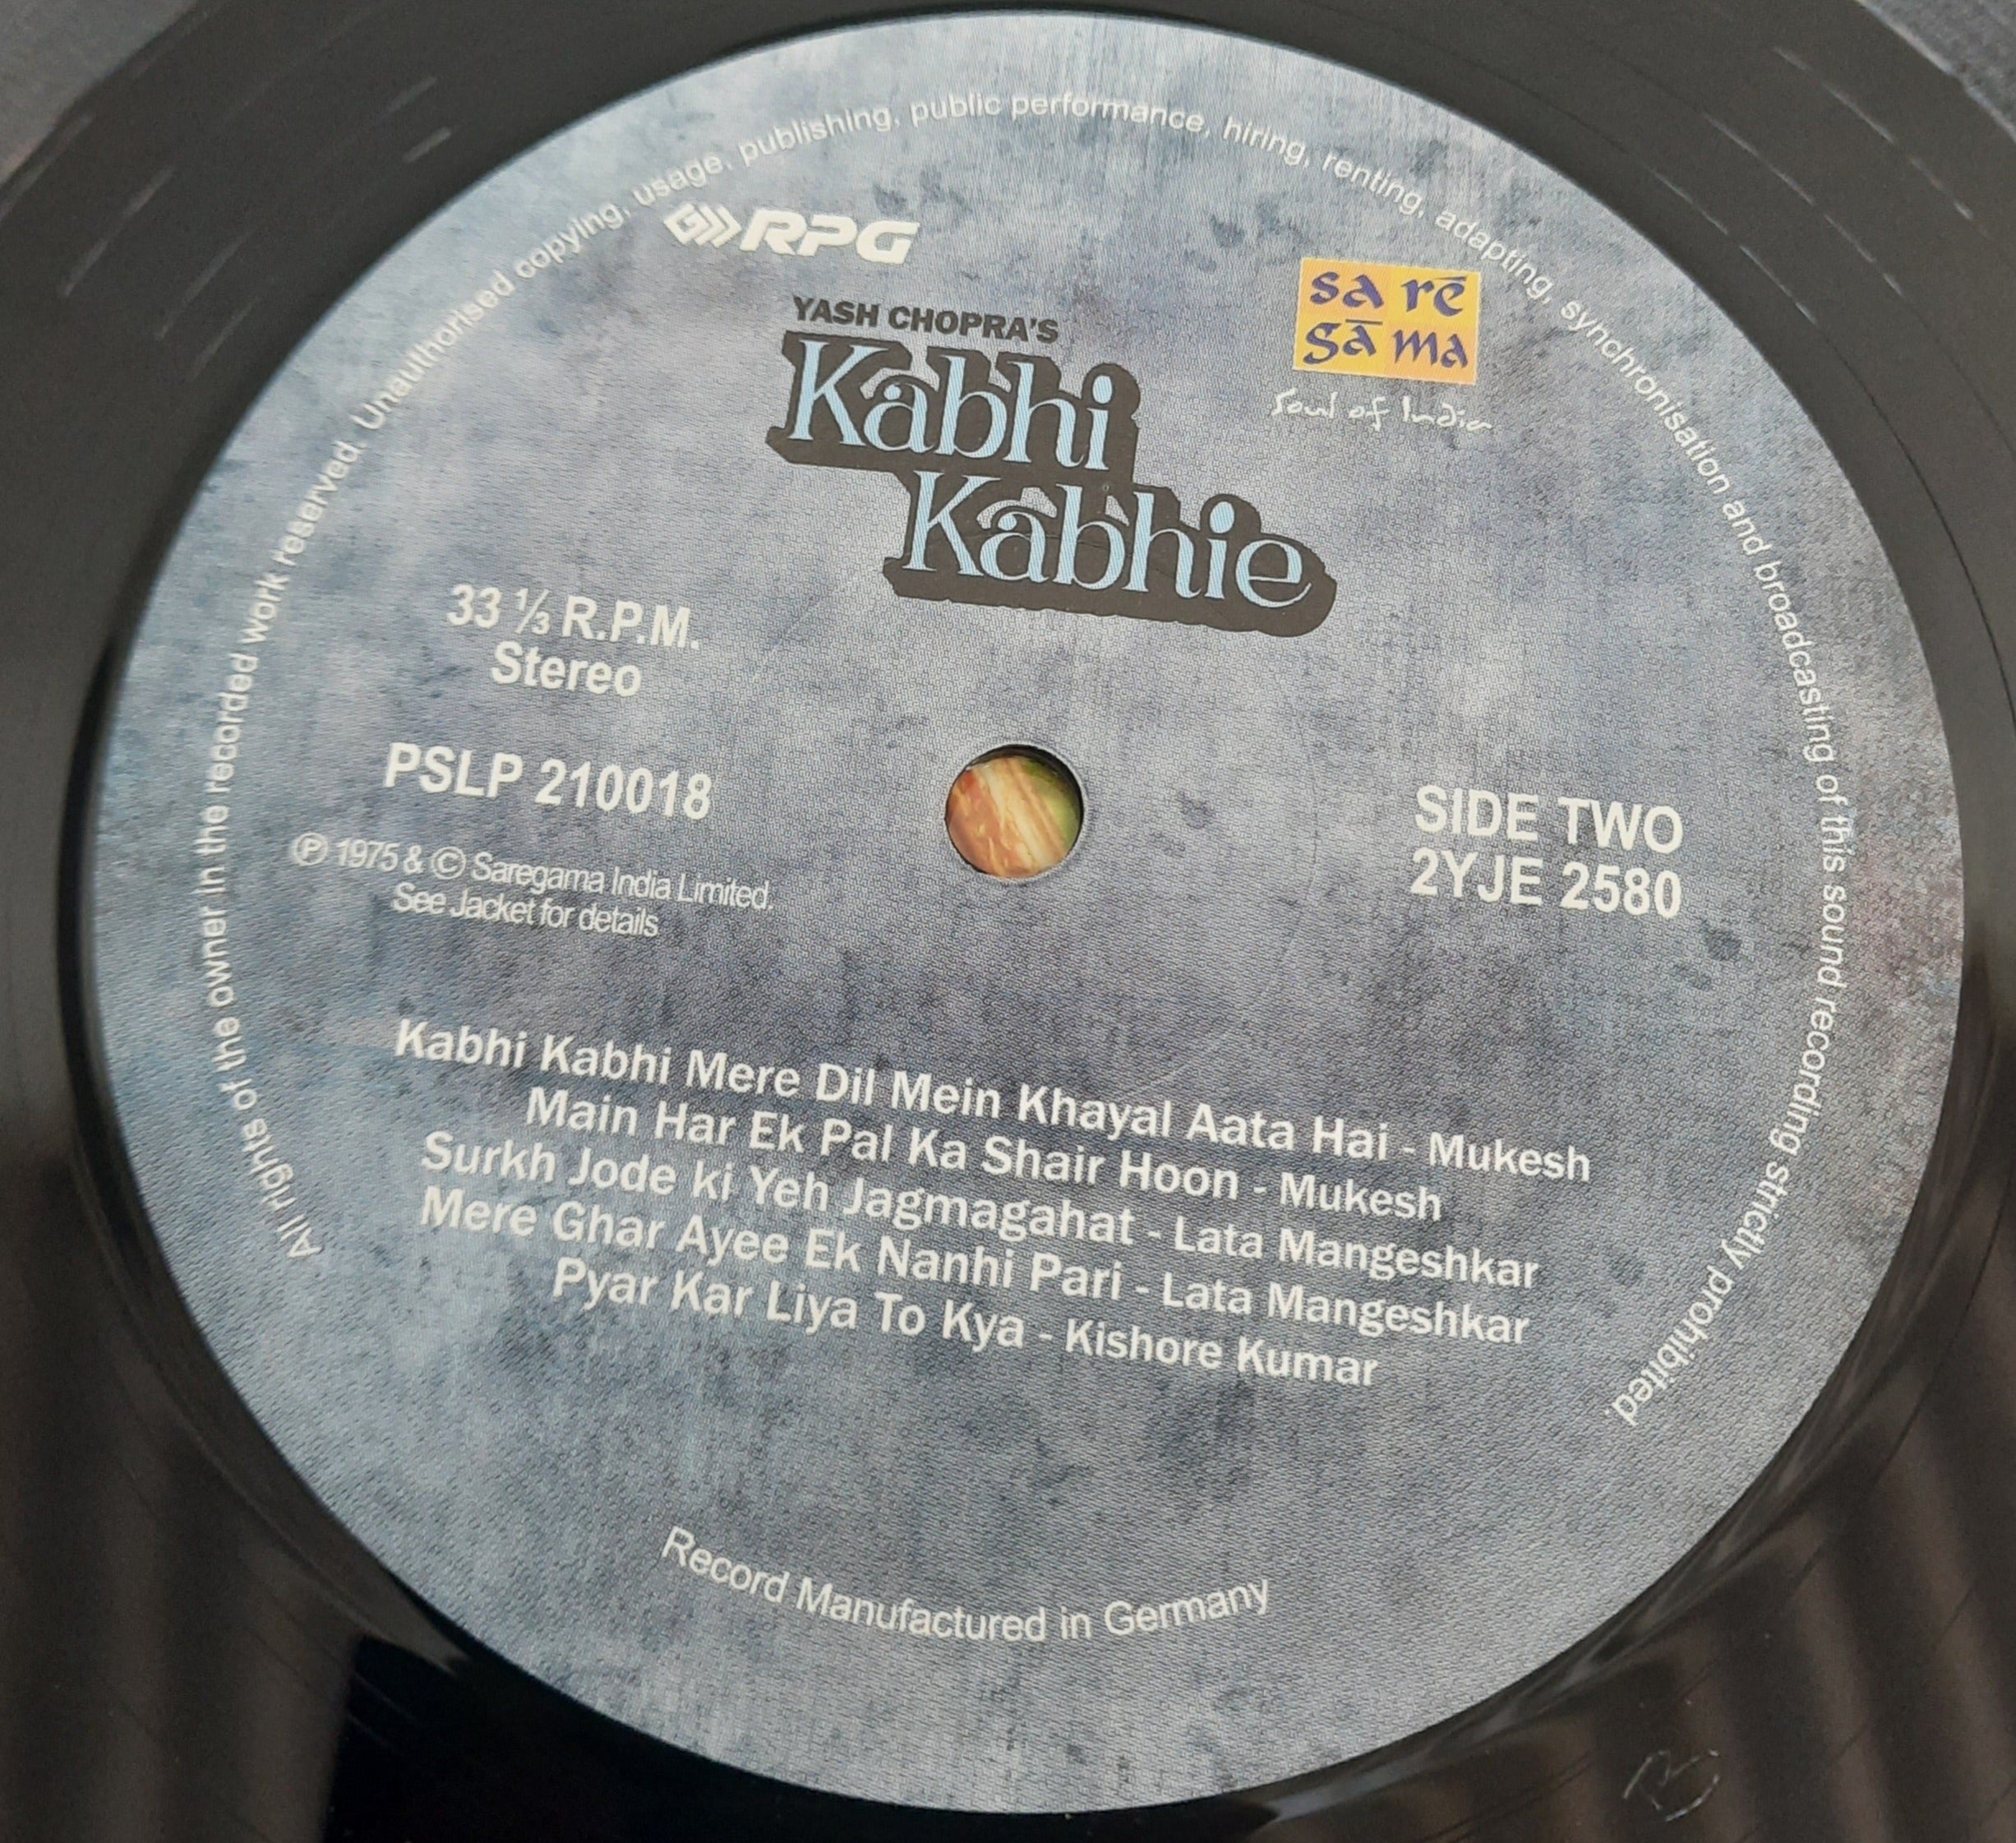 All rights of the owner in the recorded work reserved. Unauthorised copying, usage, publishing, public performance, hiring, renting, adapting, synchronisation and broadcasting of this sound recording strictly prohibited.
RPG
sa rē
gā ma
Soul of India
YASH CHOPRA'S
Kabhi
Kabhie
33 ⅓ R.P.M.
Stereo
PSLP 210018
℗ 1975 & © Saregama India Limited.
See Jacket for details
SIDE TWO
2YJE 2580
Kabhi Kabhi Mere Dil Mein Khayal Aata Hai - Mukesh
Main Har Ek Pal Ka Shair Hoon - Mukesh
Surkh Jode ki Yeh Jagmagahat - Lata Mangeshkar
Mere Ghar Ayee Ek Nanhi Pari - Lata Mangeshkar
Pyar Kar Liya To Kya - Kishore Kumar
Record Manufactured in Germany